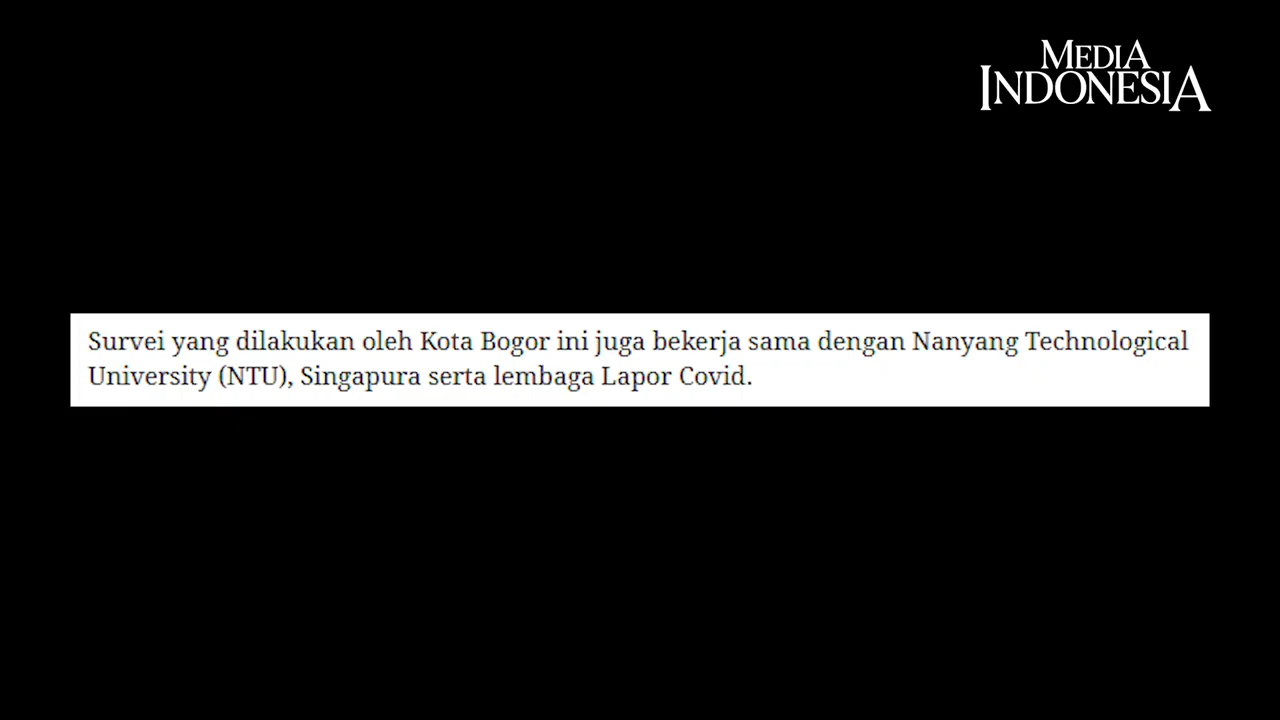 MEDIA
INDONESIA
Survei yang dilakukan oleh Kota Bogor ini juga bekerja sama dengan Nanyang Technological
University (NTU), Singapura serta lembaga Lapor Covid.